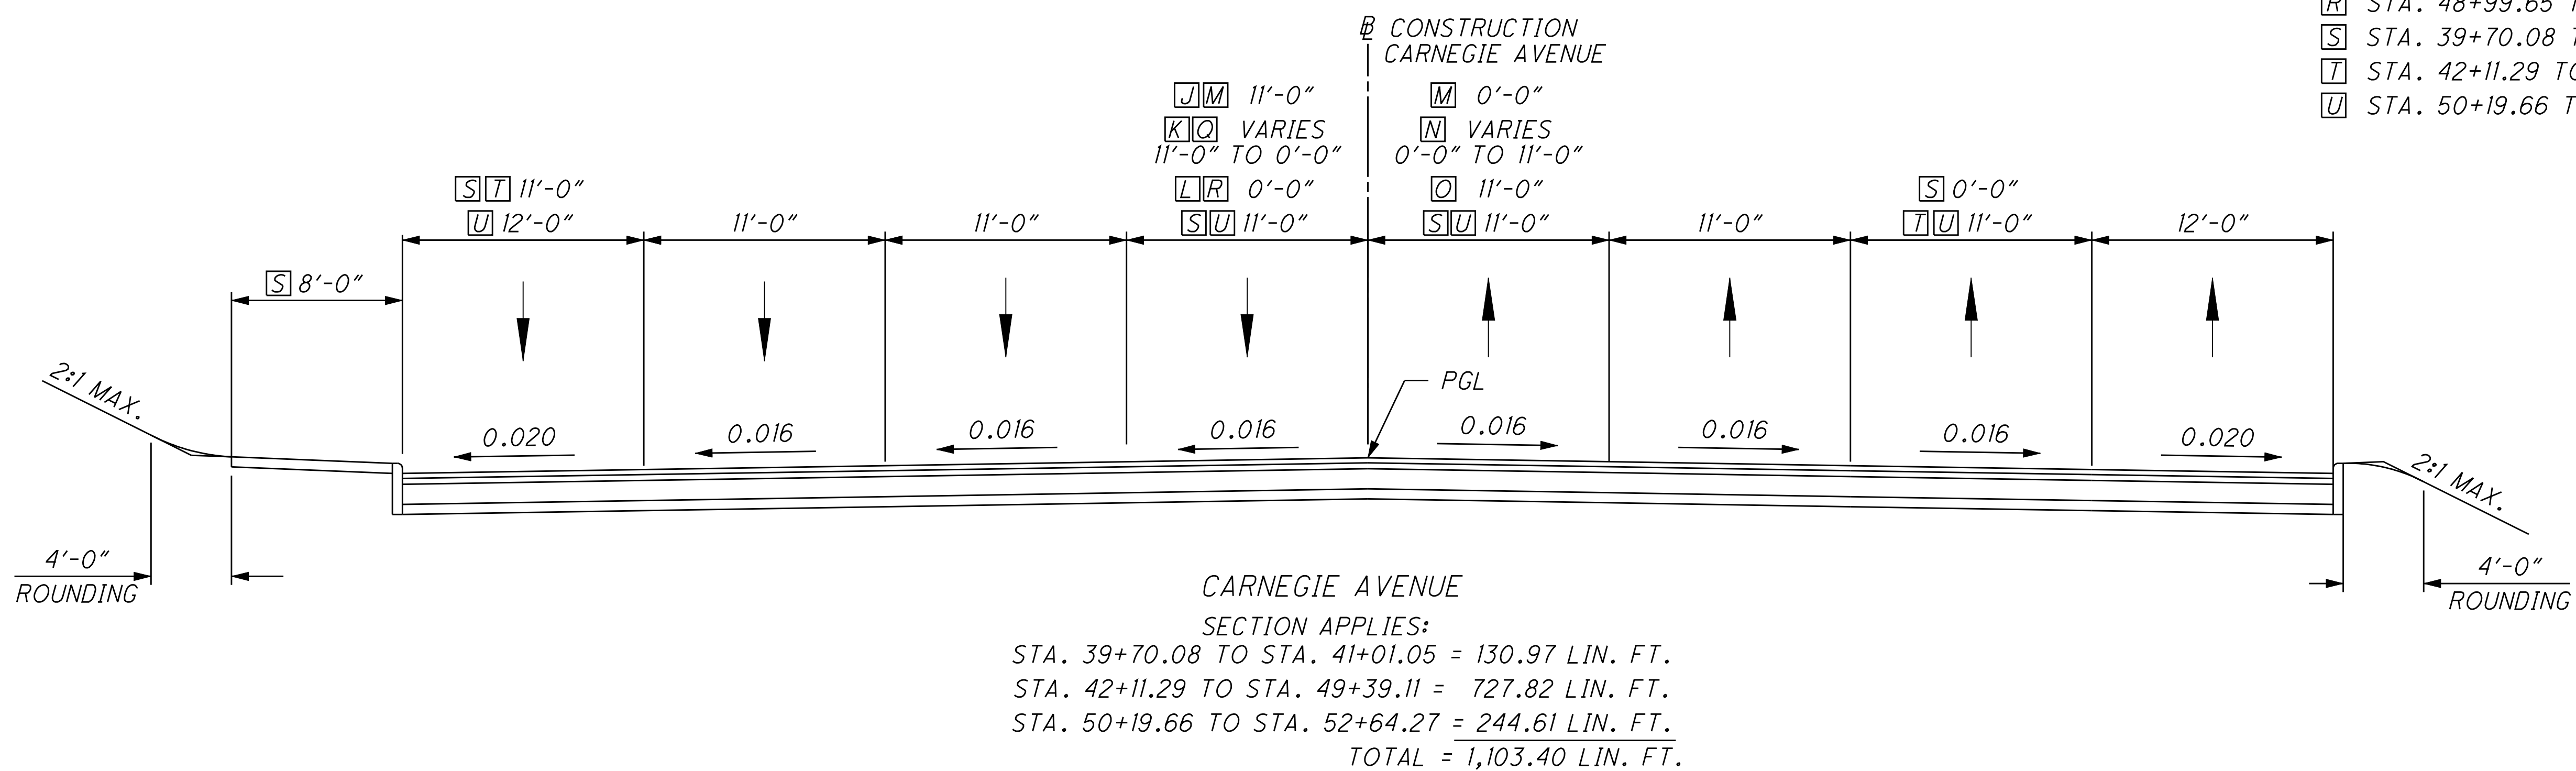 ℄ CONSTRUCTION
CARNEGIE AVENUE
R STA. 48+99.65
S STA. 39+70.08
T STA. 42+11.29 TO
U STA. 50+19.66
J M 11'-0"
K Q VARIES
11'-0" TO 0'-0"
L R 0'-0"
S U 11'-0"
M 0'-0"
N VARIES
0'-0" TO 11'-0"
O 11'-0"
S U 11'-0"
S T 11'-0"
U 12'-0"
11'-0"
11'-0"
11'-0"
S 0'-0"
T U 11'-0"
12'-0"
S 8'-0"
2:1 MAX.
PGL
0.020
0.016
0.016
0.016
0.016
0.016
0.016
0.020
2:1 MAX.
4'-0"
ROUNDING
4'-0"
ROUNDING
CARNEGIE AVENUE
SECTION APPLIES:
STA. 39+70.08 TO STA. 41+01.05 = 130.97 LIN. FT.
STA. 42+11.29 TO STA. 49+39.11 = 727.82 LIN. FT.
STA. 50+19.66 TO STA. 52+64.27 = 244.61 LIN. FT.
TOTAL = 1,103.40 LIN. FT.